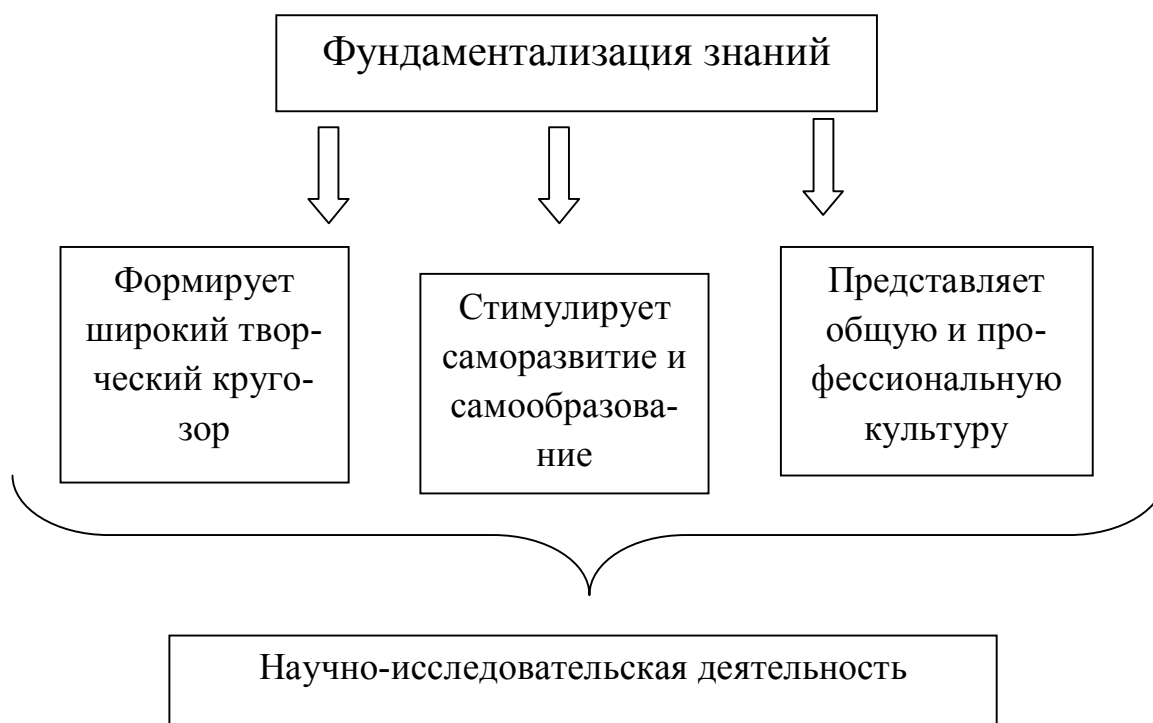 Фундаментализация знаний
Формирует
широкий твор-
ческий круго-
зор
Стимулирует
саморазвитие и
самообразова-
ние
Представляет
общую и про-
фессиональную
культуру
Научно-исследовательская деятельность